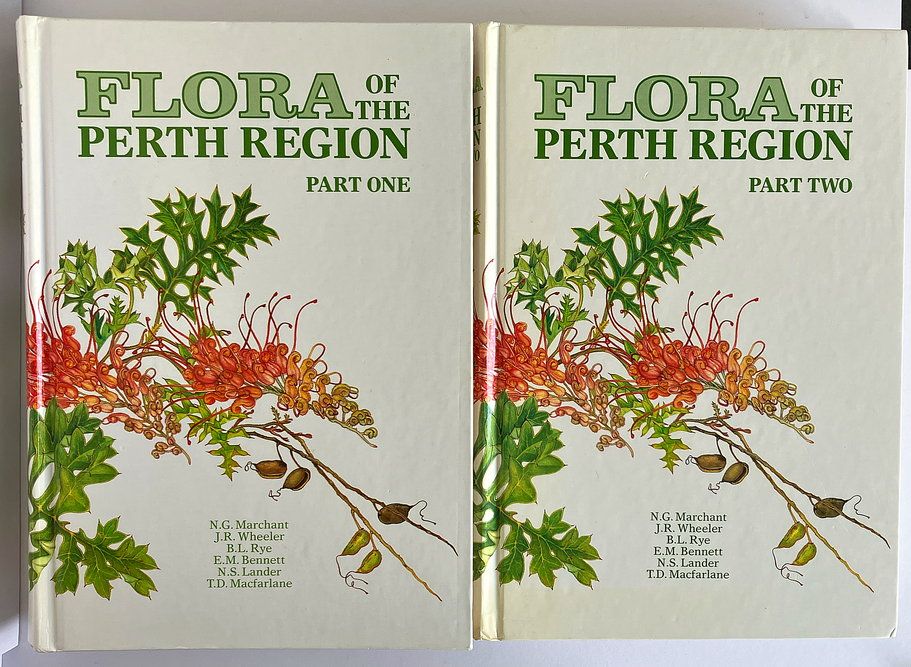 FLORA OF THE
PERTH REGION
PART ONE
N.G. Marchant
J.R. Wheeler
B.L. Rye
E.M. Bennett
N.S. Lander
T.D. Macfarlane
FLORA OF THE
PERTH REGION
PART TWO
N.G. Marchant
J.R. Wheeler
B.L. Rye
E.M. Bennett
N.S. Lander
T.D. Macfarlane